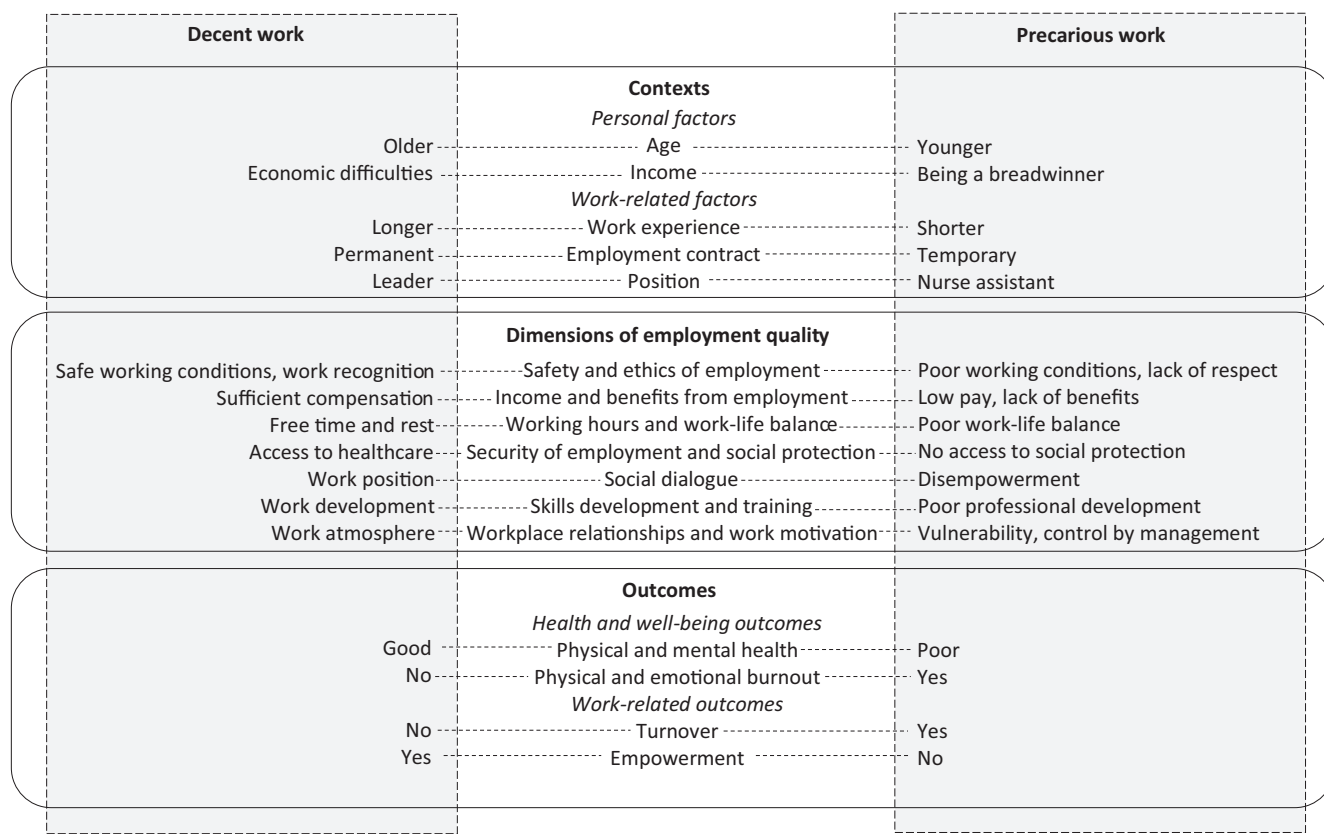 Decent work Precarious work
Contexts
Personal factors
Older Age Younger
Economic difficulties Income Being a breadwinner
Work-related factors
Longer Work experience Shorter
Permanent Employment contract Temporary
Leader Position Nurse assistant
Dimensions of employment quality
Safe working conditions, work recognition Safety and ethics of employment Poor working conditions, lack of respect
Sufficient compensation Income and benefits from employment Low pay, lack of benefits
Free time and rest Working hours and work-life balance Poor work-life balance
Access to healthcare Security of employment and social protection No access to social protection
Work position Social dialogue Disempowerment
Work development Skills development and training Poor professional development
Work atmosphere Workplace relationships and work motivation Vulnerability, control by management
Outcomes
Health and well-being outcomes
Good Physical and mental health Poor
No Physical and emotional burnout Yes
Work-related outcomes
No Turnover Yes
Yes Empowerment No